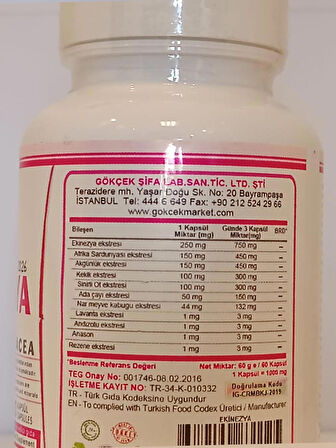 GÖKÇEK ŞİFA LAB.SAN.TİC. LTD. ŞTİ
Terazidere mh. Yaşar Doğu Sk. No: 20 Bayrampaşa
İSTANBUL Tel: 444 6 649 Fax: +90 212 524 29 66
www.gokcekmarket.com
Bileşen 1 Kapsül Miktar (mg) Günde 3 Kapsül Miktar(mg) BRD*
Ekinezya ekstresi 250 mg 750 mg –
Afrika Sardunyası ekstresi 150 mg 450 mg –
Akgünlük ekstresi 150 mg 450 mg –
Kekik ekstresi 100 mg 300 mg –
Sinirli Ot ekstresi 100 mg 300 mg –
Ada çayı ekstresi 50 mg 150 mg –
Nar meyve kabuğu ekstresi 44 mg 132 mg –
Lavanta ekstresi 1 mg 3 mg –
Andızotu ekstresi 1 mg 3 mg –
Anason 1 mg 3 mg –
Rezene ekstresi 1 mg 3 mg –
*Beslenme Referans Değeri Net Miktar: 60 g e / 60 Kapsül
1 Kapsül = 1000 mg
TEG Onay No: 001746-08.02.2016
İŞLETME KAYIT NO: TR-34-K-010332
Doğrulama Kodu
IG-CRMBKJ-2015
TR - Türk Gıda Kodeksine Uygundur
EN - To complied with Turkish Food Codex Üretici / Manufacturer
EKİNEZYA
VA
ACEA